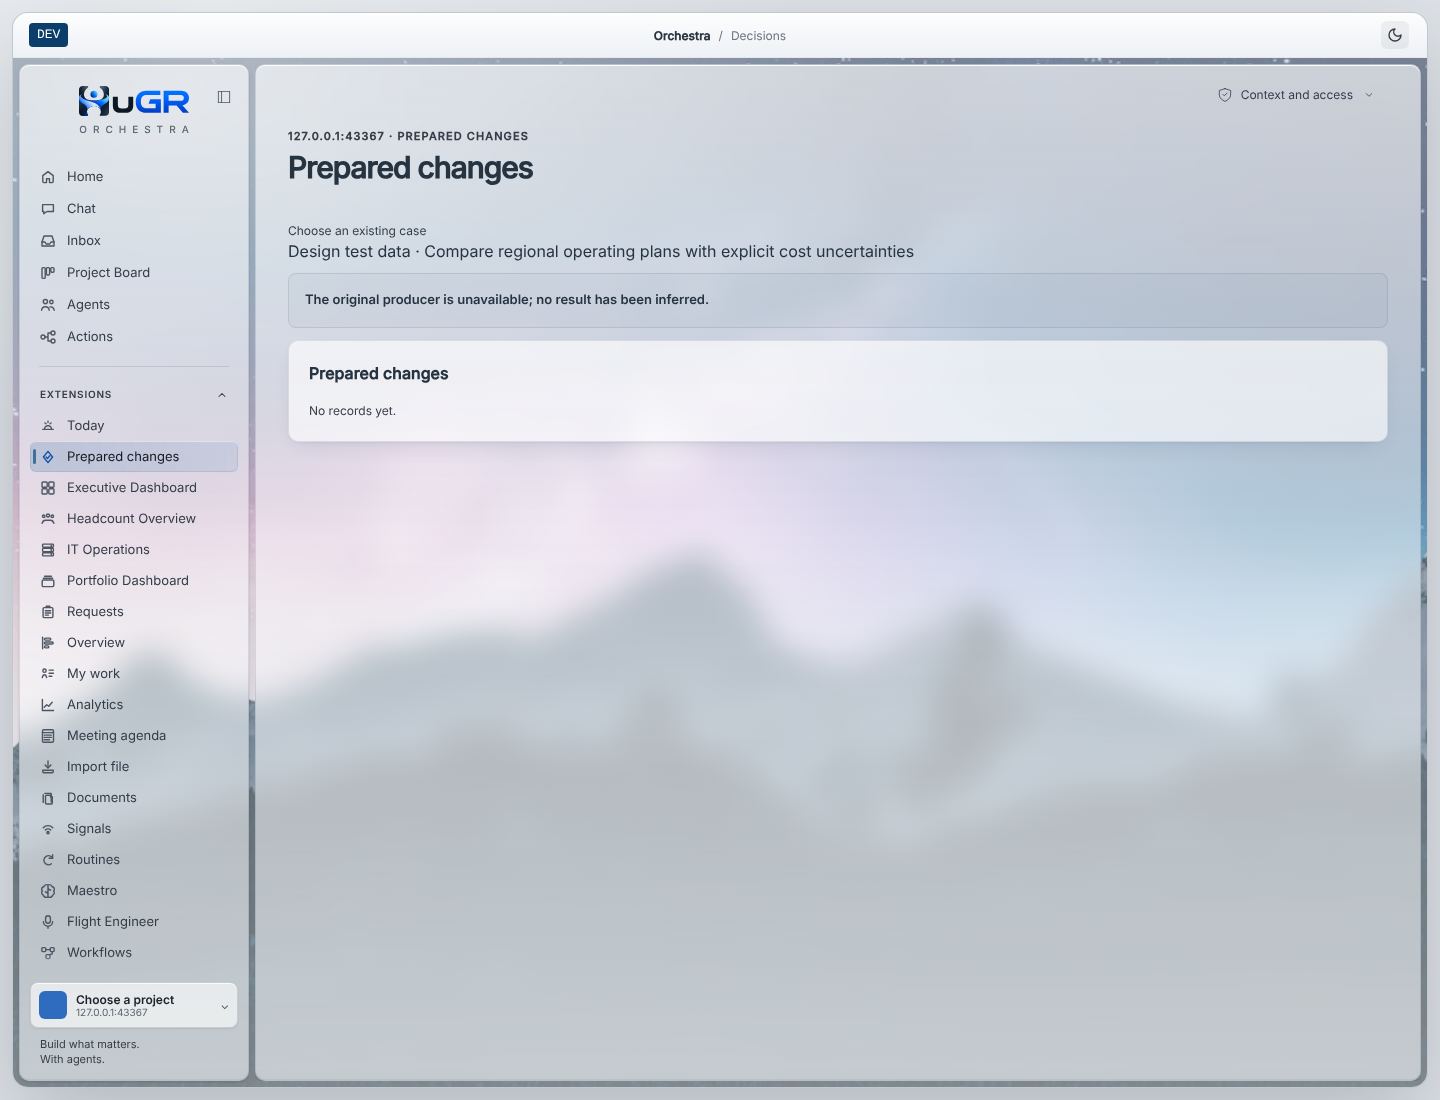 DEV
Orchestra / Decisions
HuGR
ORCHESTRA
Home
Chat
Inbox
Project Board
Agents
Actions
EXTENSIONS
Today
Prepared changes
Executive Dashboard
Headcount Overview
IT Operations
Portfolio Dashboard
Requests
Overview
My work
Analytics
Meeting agenda
Import file
Documents
Signals
Routines
Maestro
Flight Engineer
Workflows
Choose a project
127.0.0.1:43367
Build what matters.
With agents.
Context and access
127.0.0.1:43367 · PREPARED CHANGES
Prepared changes
Choose an existing case
Design test data · Compare regional operating plans with explicit cost uncertainties
The original producer is unavailable; no result has been inferred.
Prepared changes
No records yet.